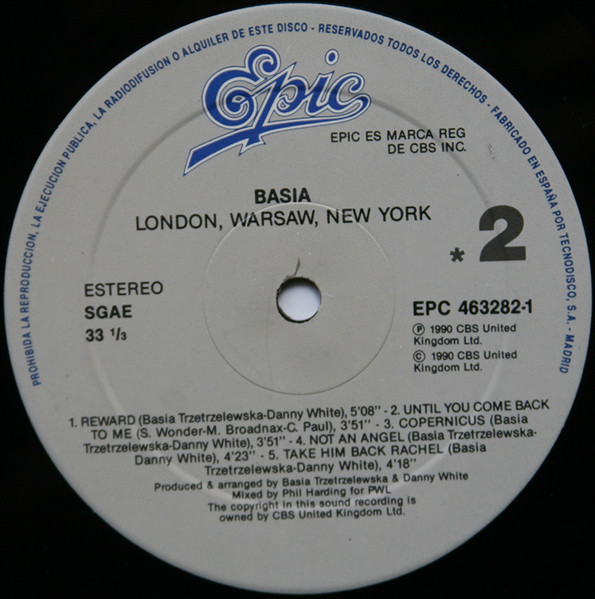 PROHIBIDA LA REPRODUCCION, LA EJECUCION PUBLICA, LA RADIODIFUSION O ALQUILER DE ESTE DISCO - RESERVADOS TODOS LOS DERECHOS - FABRICADO EN ESPAÑA POR TECNODISCO, S.A. - MADRID
Epic
EPIC ES MARCA REG
DE CBS INC.
BASIA
LONDON, WARSAW, NEW YORK
* 2
ESTEREO
SGAE
33 1/3
EPC 463282-1
Ⓟ 1990 CBS United
Kingdom Ltd.
© 1990 CBS United
Kingdom Ltd.
1. REWARD (Basia Trzetrzelewska-Danny White), 5'08" - 2. UNTIL YOU COME BACK
TO ME (S. Wonder-M. Broadnax-C. Paul), 3'51" - 3. COPERNICUS (Basia
Trzetrzelewska-Danny White), 3'51" - 4. NOT AN ANGEL (Basia Trzetrzelewska-
Danny White), 4'23" - 5. TAKE HIM BACK RACHEL (Basia
Trzetrzelewska-Danny White), 4'18"
Produced & arranged by Basia Trzetrzelewska & Danny White
Mixed by Phil Harding for PWL
The copyright in this sound recording is
owned by CBS United Kingdom Ltd.